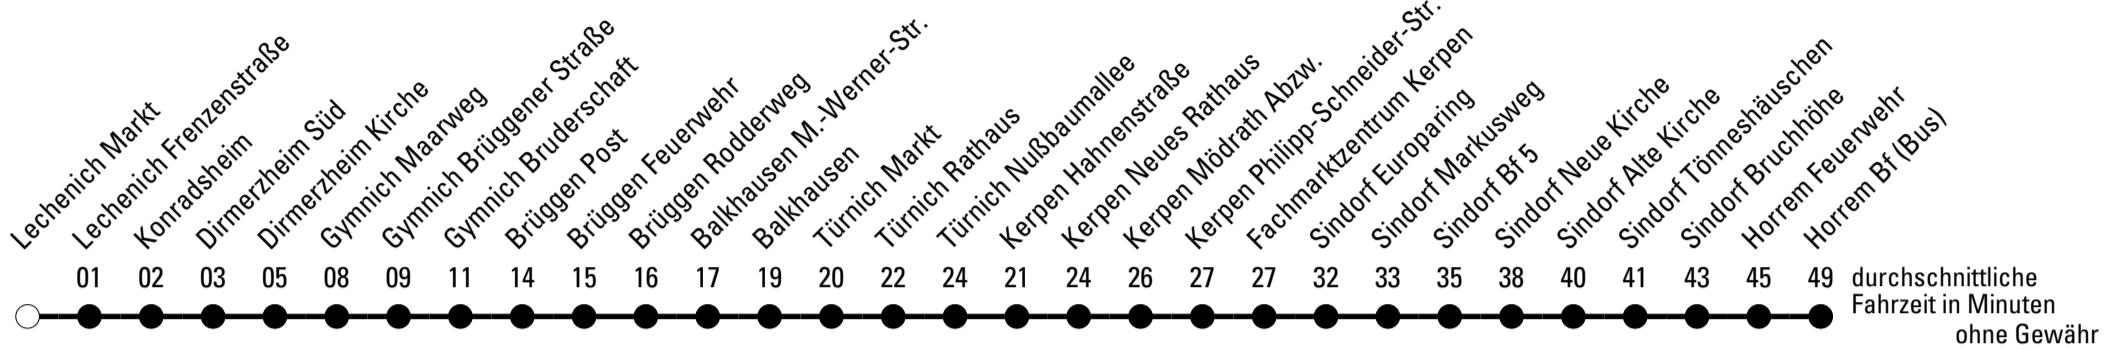 Lechenich Markt
Lechenich Frenzenstraße
Konradsheim
Dirmerzheim Süd
Dirmerzheim Kirche
Gymnich Maarweg
Gymnich Brüggener Straße
Gymnich Bruderschaft
Brüggen Post
Brüggen Feuerwehr
Brüggen Rodderweg
Balkhausen M.-Werner-Str.
Balkhausen
Türnich Markt
Türnich Rathaus
Türnich Nußbaumallee
Kerpen Hahnenstraße
Kerpen Neues Rathaus
Kerpen Mödrath Abzw.
Kerpen Philipp-Schneider-Str.
Fachmarktzentrum Kerpen
Sindorf Europaring
Sindorf Markusweg
Sindorf Bf 5
Sindorf Neue Kirche
Sindorf Alte Kirche
Sindorf Tönneshäuschen
Sindorf Bruchhöhe
Horrem Feuerwehr
Horrem Bf (Bus)
01 02 03 05 08 09 11 14 15 16 17 19 20 22 24 21 24 26 27 27 32 33 35 38 40 41 43 45 49 durchschnittliche
Fahrzeit in Minuten
ohne Gewähr